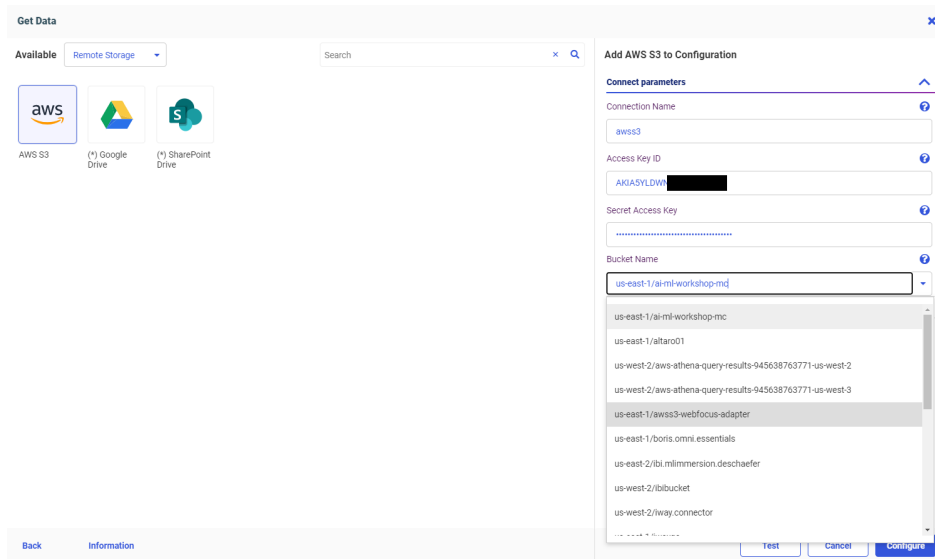 Get Data
Available
Remote Storage
Search
aws
AWS S3
(*) Google
Drive
S
(*) SharePoint
Drive
Add AWS S3 to Configuration
Connect parameters
Connection Name
awss3
Access Key ID
AKIA5YLDWN
Secret Access Key
Bucket Name
us-east-1/ai-ml-workshop-mc
us-east-1/ai-ml-workshop-mc
us-east-1/altaro01
us-west-2/aws-athena-query-results-945638763771-us-west-2
us-west-2/aws-athena-query-results-945638763771-us-west-3
us-east-1/awss3-webfocus-adapter
us-east-1/boris.omni.essentials
us-east-2/ibi.mlimmersion.deschaefer
us-west-2/ibibucket
us-west-2/iway.connector
Back
Information
Test
Cancel
Configure